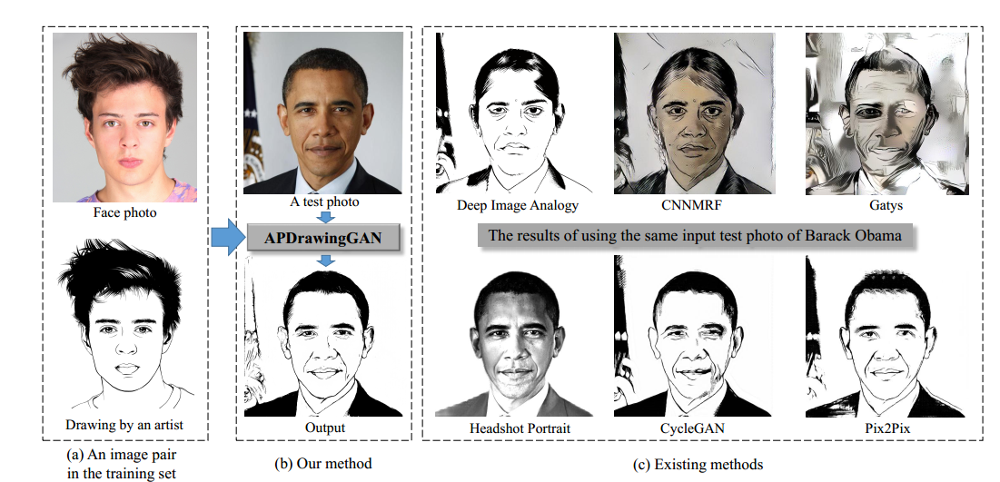 Face photo
Drawing by an artist
(a) An image pair
in the training set
A test photo
APDrawingGAN
Output
(b) Our method
Deep Image Analogy
CNNMRF
Gatys
The results of using the same input test photo of Barack Obama
Headshot Portrait
CycleGAN
Pix2Pix
(c) Existing methods